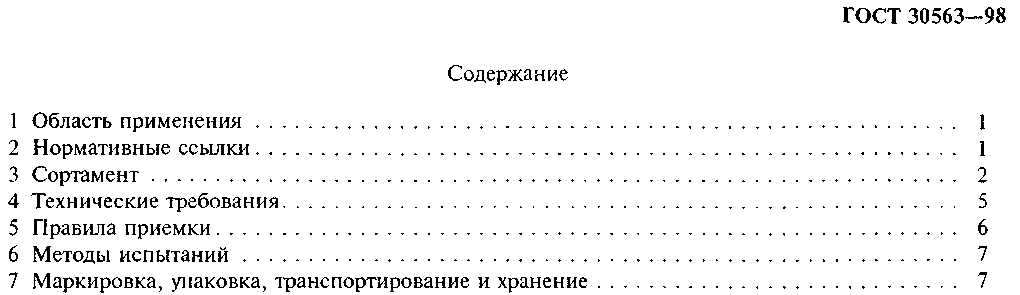 ГОСТ 30563—98
Содержание
1 Область применения . . . . . . . . . . 1
2 Нормативные ссылки . . . . . . . . . . 1
3 Сортамент . . . . . . . . . . 2
4 Технические требования . . . . . . . . . . 5
5 Правила приемки . . . . . . . . . . 6
6 Методы испытаний . . . . . . . . . . 7
7 Маркировка, упаковка, транспортирование и хранение . . . . . . . . . . 7